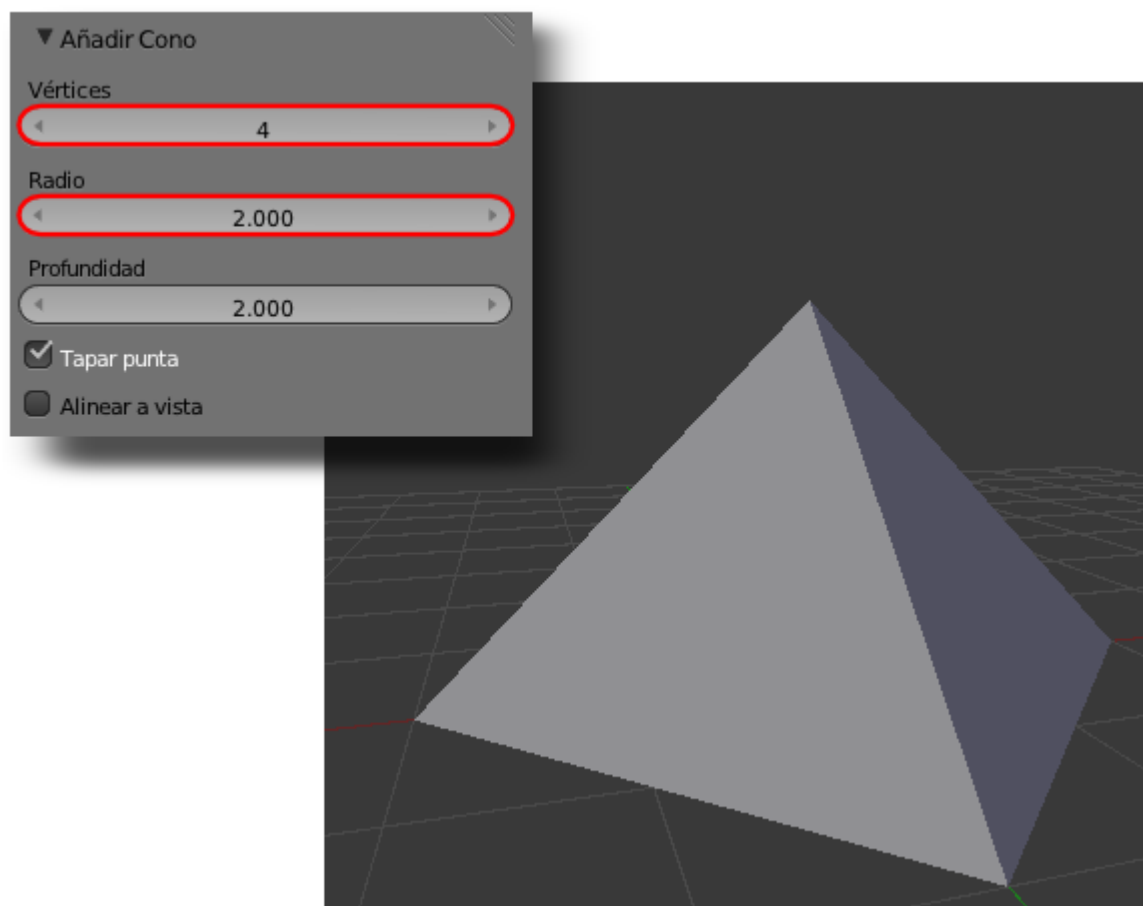 Añadir Cono
Vértices
4
Radio
2.000
Profundidad
2.000
Tapar punta
Alinear a vista